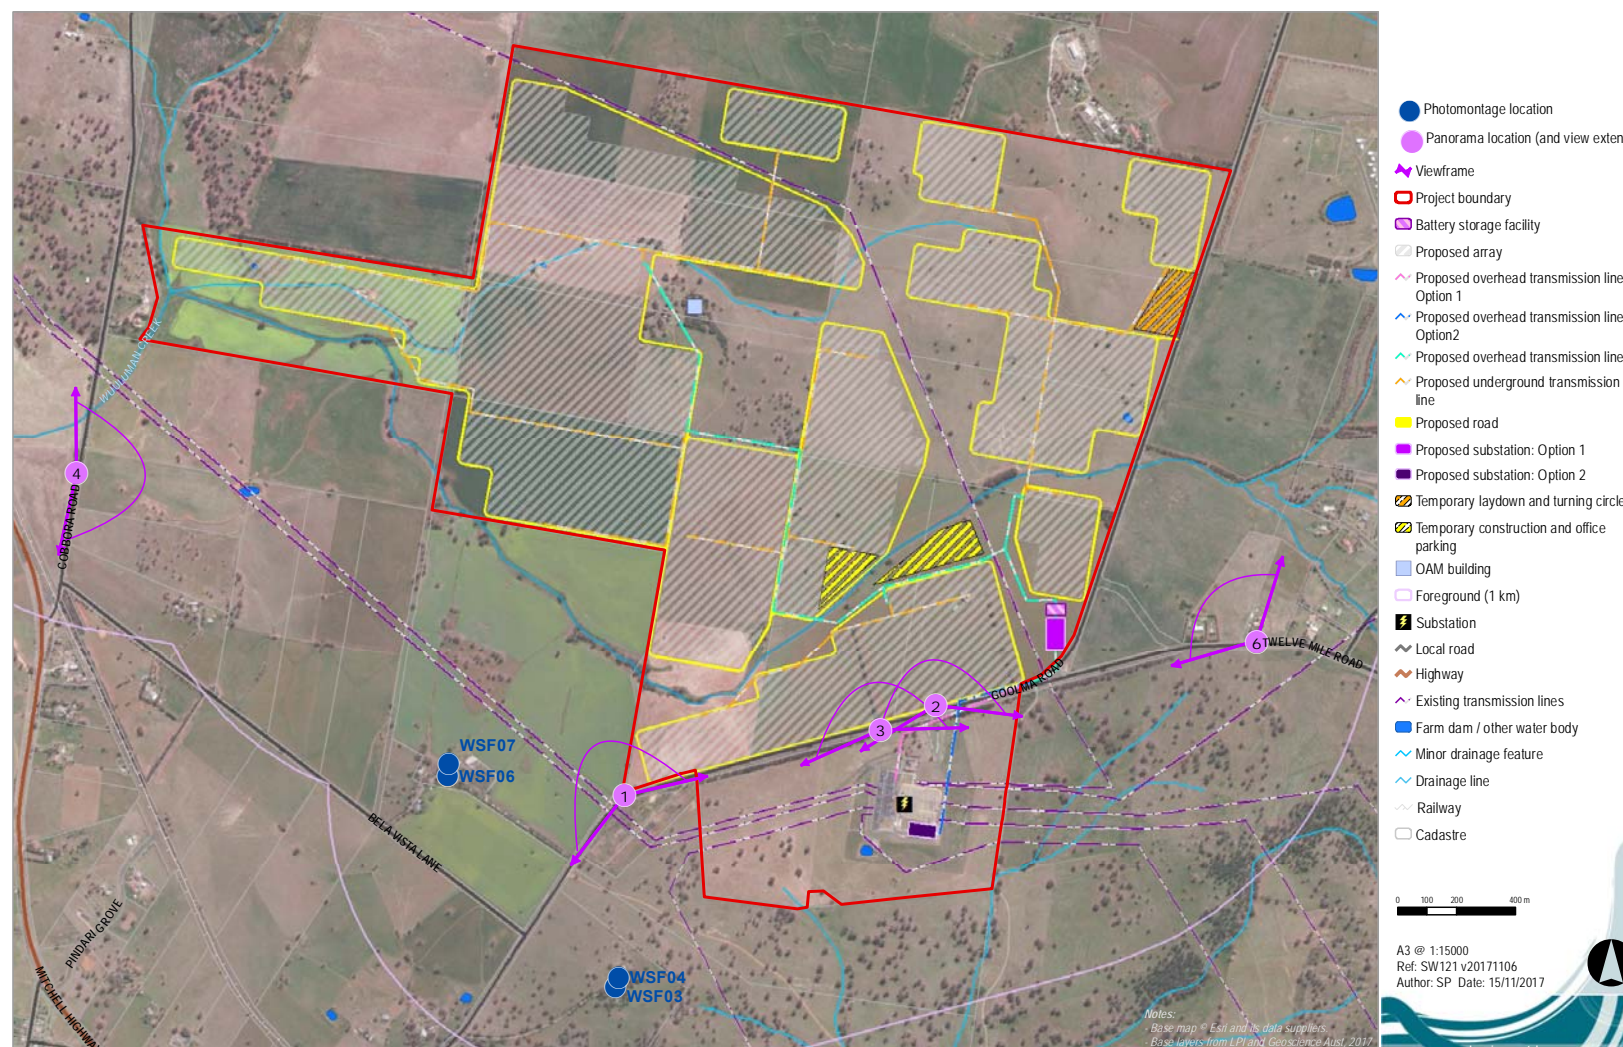 WUULUMAN CREEK
4
COBBORA ROAD
6
TWELVE MILE ROAD
GOOLMA ROAD
2
3
1
WSF07
WSF06
BELA VISTA LANE
PINDARI GROVE
MITCHELL HIGHWAY
WSF04
WSF03
Notes:
- Base map © Esri and its data suppliers.
- Base layers from LPI and Geoscience Aust. 2017
Photomontage location
Panorama location (and view exten
Viewframe
Project boundary
Battery storage facility
Proposed array
Proposed overhead transmission line
Option 1
Proposed overhead transmission line
Option2
Proposed overhead transmission line
Proposed underground transmission
line
Proposed road
Proposed substation: Option 1
Proposed substation: Option 2
Temporary laydown and turning circle
Temporary construction and office
parking
OAM building
Foreground (1 km)
Substation
Local road
Highway
Existing transmission lines
Farm dam / other water body
Minor drainage feature
Drainage line
Railway
Cadastre
0 100 200 400 m
A3 @ 1:15000
Ref: SW121 v20171106
Author: SP Date: 15/11/2017